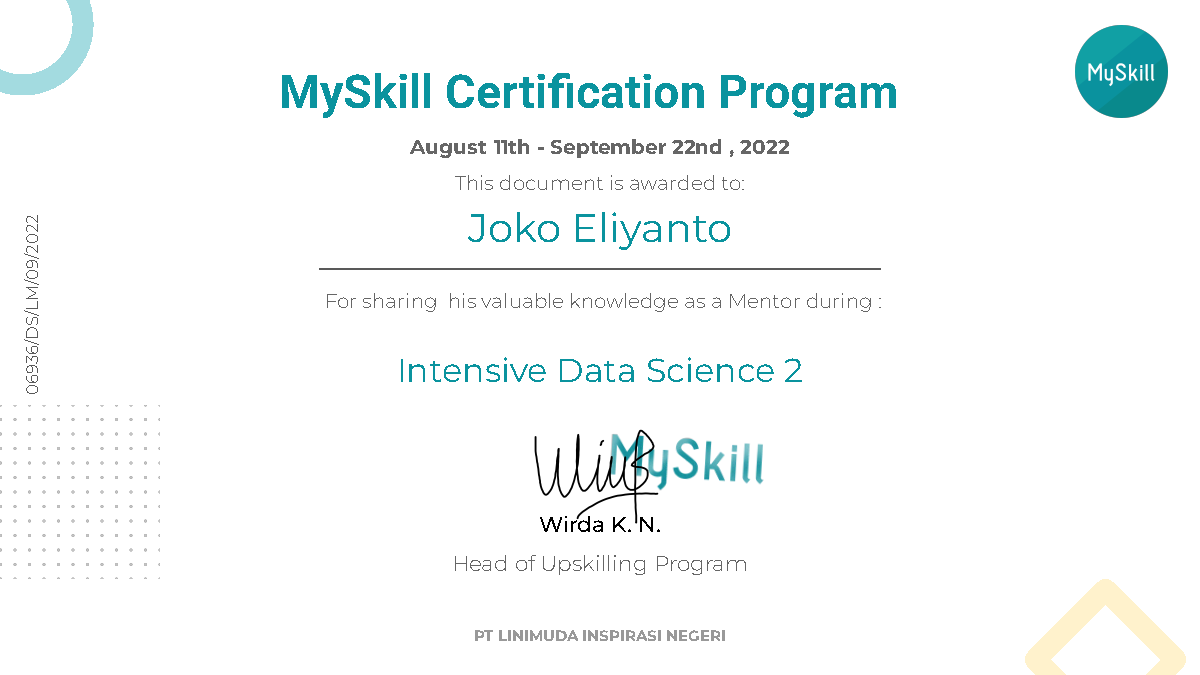 MySkill
MySkill Certification Program
August 11th - September 22nd , 2022
This document is awarded to:
Joko Eliyanto
06936/DS/LM/09/2022
For sharing  his valuable knowledge as a Mentor during :
Intensive Data Science 2
MySkill
Wirda K. N.
Head of Upskilling Program
PT LINIMUDA INSPIRASI NEGERI